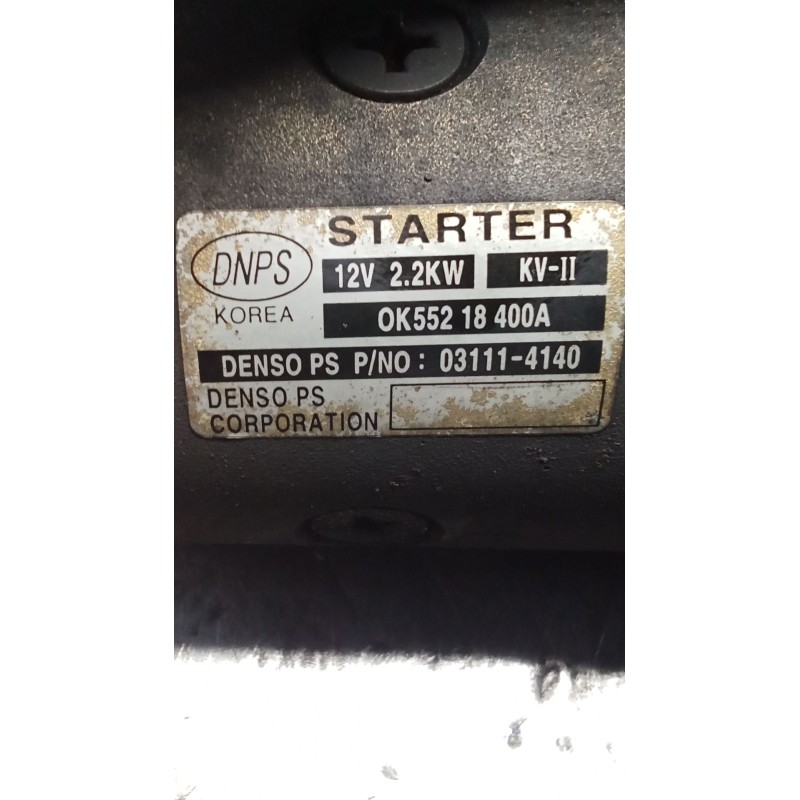 STARTER
DNPS
12V 2.2KW KV-II
KOREA
OK552 18 400A
DENSO PS P/NO : 03111-4140
DENSO PS
CORPORATION